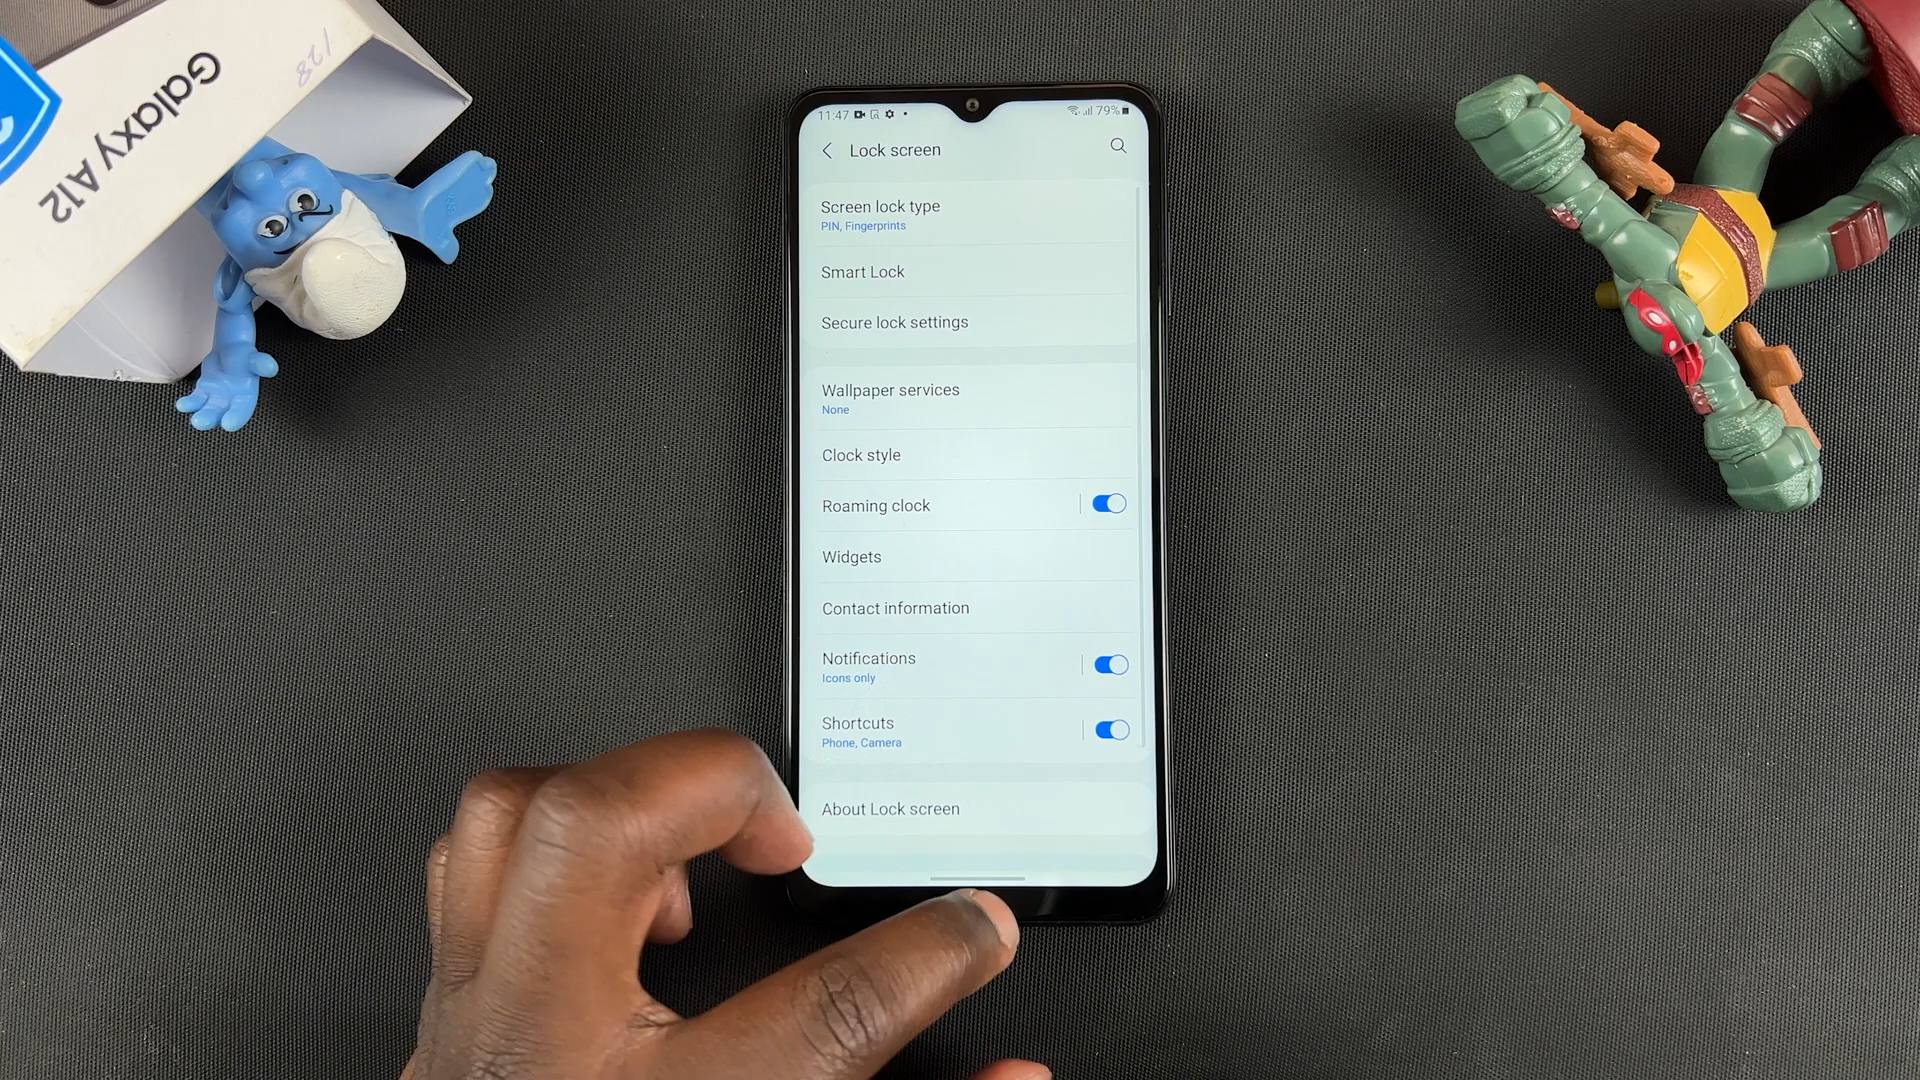 Galaxy A12
128
11:47
79%
Lock screen
Screen lock type
PIN, Fingerprints
Smart Lock
Secure lock settings
Wallpaper services
None
Clock style
Roaming clock
Widgets
Contact information
Notifications
Icons only
Shortcuts
Phone, Camera
About Lock screen